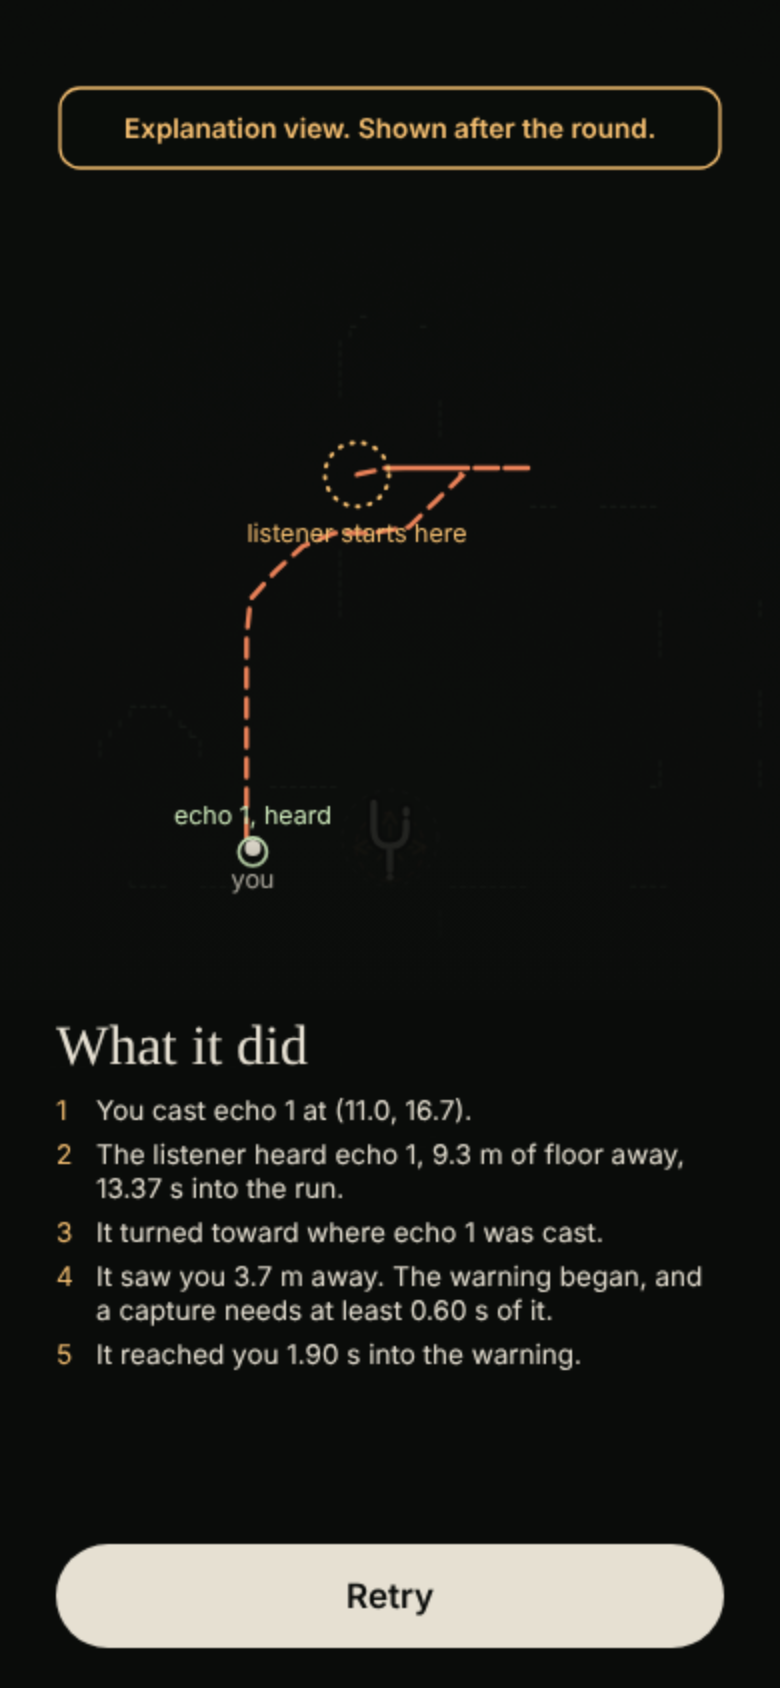 Explanation view. Shown after the round.
listener starts here
echo 1, heard
you
What it did
1 You cast echo 1 at (11.0, 16.7).
2 The listener heard echo 1, 9.3 m of floor away,
13.37 s into the run.
3 It turned toward where echo 1 was cast.
4 It saw you 3.7 m away. The warning began, and
a capture needs at least 0.60 s of it.
5 It reached you 1.90 s into the warning.
Retry